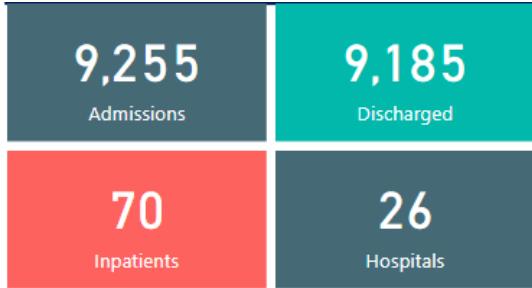 9,255
Admissions
9,185
Discharged
70
Inpatients
26
Hospitals